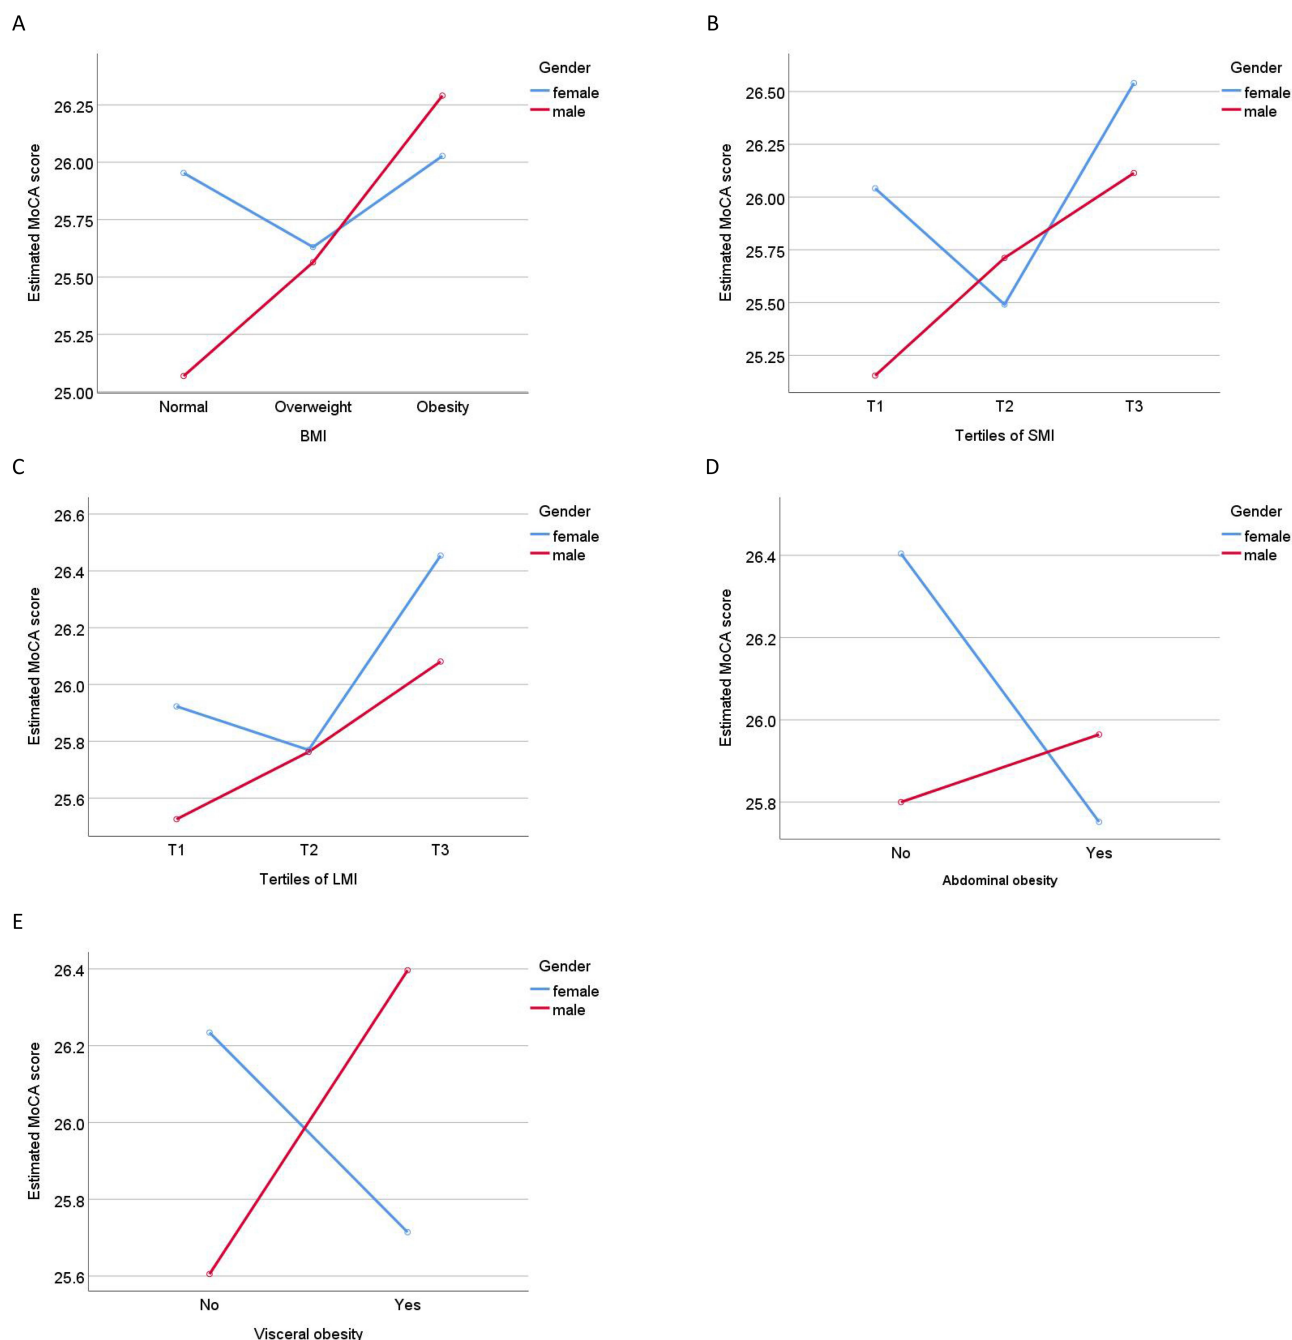 A
Estimated MoCA score
26.25
26.00
25.75
25.50
25.25
25.00
Normal Overweight Obesity
BMI
Gender
female
male
B
Estimated MoCA score
26.50
26.25
26.00
25.75
25.50
25.25
T1 T2 T3
Tertiles of SMI
Gender
female
male
C
Estimated MoCA score
26.6
26.4
26.2
26.0
25.8
25.6
T1 T2 T3
Tertiles of LMI
Gender
female
male
D
Estimated MoCA score
26.4
26.2
26.0
25.8
No Yes
Abdominal obesity
Gender
female
male
E
Estimated MoCA score
26.4
26.2
26.0
25.8
25.6
No Yes
Visceral obesity
Gender
female
male